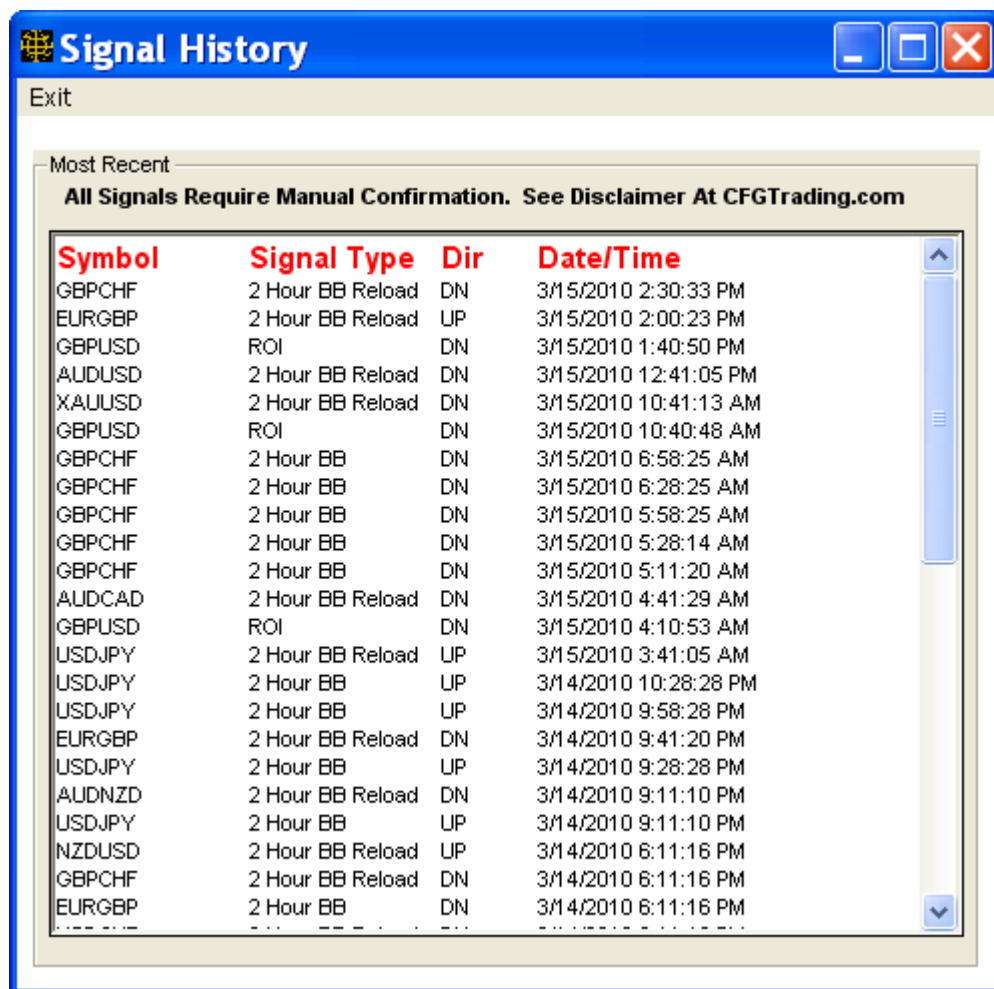 Signal History
Exit
Most Recent
All Signals Require Manual Confirmation.  See Disclaimer At CFGTrading.com
Symbol Signal Type Dir Date/Time
GBPCHF 2 Hour BB Reload DN 3/15/2010 2:30:33 PM
EURGBP 2 Hour BB Reload UP 3/15/2010 2:00:23 PM
GBPUSD ROI DN 3/15/2010 1:40:50 PM
AUDUSD 2 Hour BB Reload DN 3/15/2010 12:41:05 PM
XAUUSD 2 Hour BB Reload DN 3/15/2010 10:41:13 AM
GBPUSD ROI DN 3/15/2010 10:40:48 AM
GBPCHF 2 Hour BB DN 3/15/2010 6:58:25 AM
GBPCHF 2 Hour BB DN 3/15/2010 6:28:25 AM
GBPCHF 2 Hour BB DN 3/15/2010 5:58:25 AM
GBPCHF 2 Hour BB DN 3/15/2010 5:28:14 AM
GBPCHF 2 Hour BB DN 3/15/2010 5:11:20 AM
AUDCAD 2 Hour BB Reload DN 3/15/2010 4:41:29 AM
GBPUSD ROI DN 3/15/2010 4:10:53 AM
USDJPY 2 Hour BB Reload UP 3/15/2010 3:41:05 AM
USDJPY 2 Hour BB UP 3/14/2010 10:28:28 PM
USDJPY 2 Hour BB UP 3/14/2010 9:58:28 PM
EURGBP 2 Hour BB Reload DN 3/14/2010 9:41:20 PM
USDJPY 2 Hour BB UP 3/14/2010 9:28:28 PM
AUDNZD 2 Hour BB Reload DN 3/14/2010 9:11:10 PM
USDJPY 2 Hour BB UP 3/14/2010 9:11:10 PM
NZDUSD 2 Hour BB Reload UP 3/14/2010 6:11:16 PM
GBPCHF 2 Hour BB Reload DN 3/14/2010 6:11:16 PM
EURGBP 2 Hour BB DN 3/14/2010 6:11:16 PM